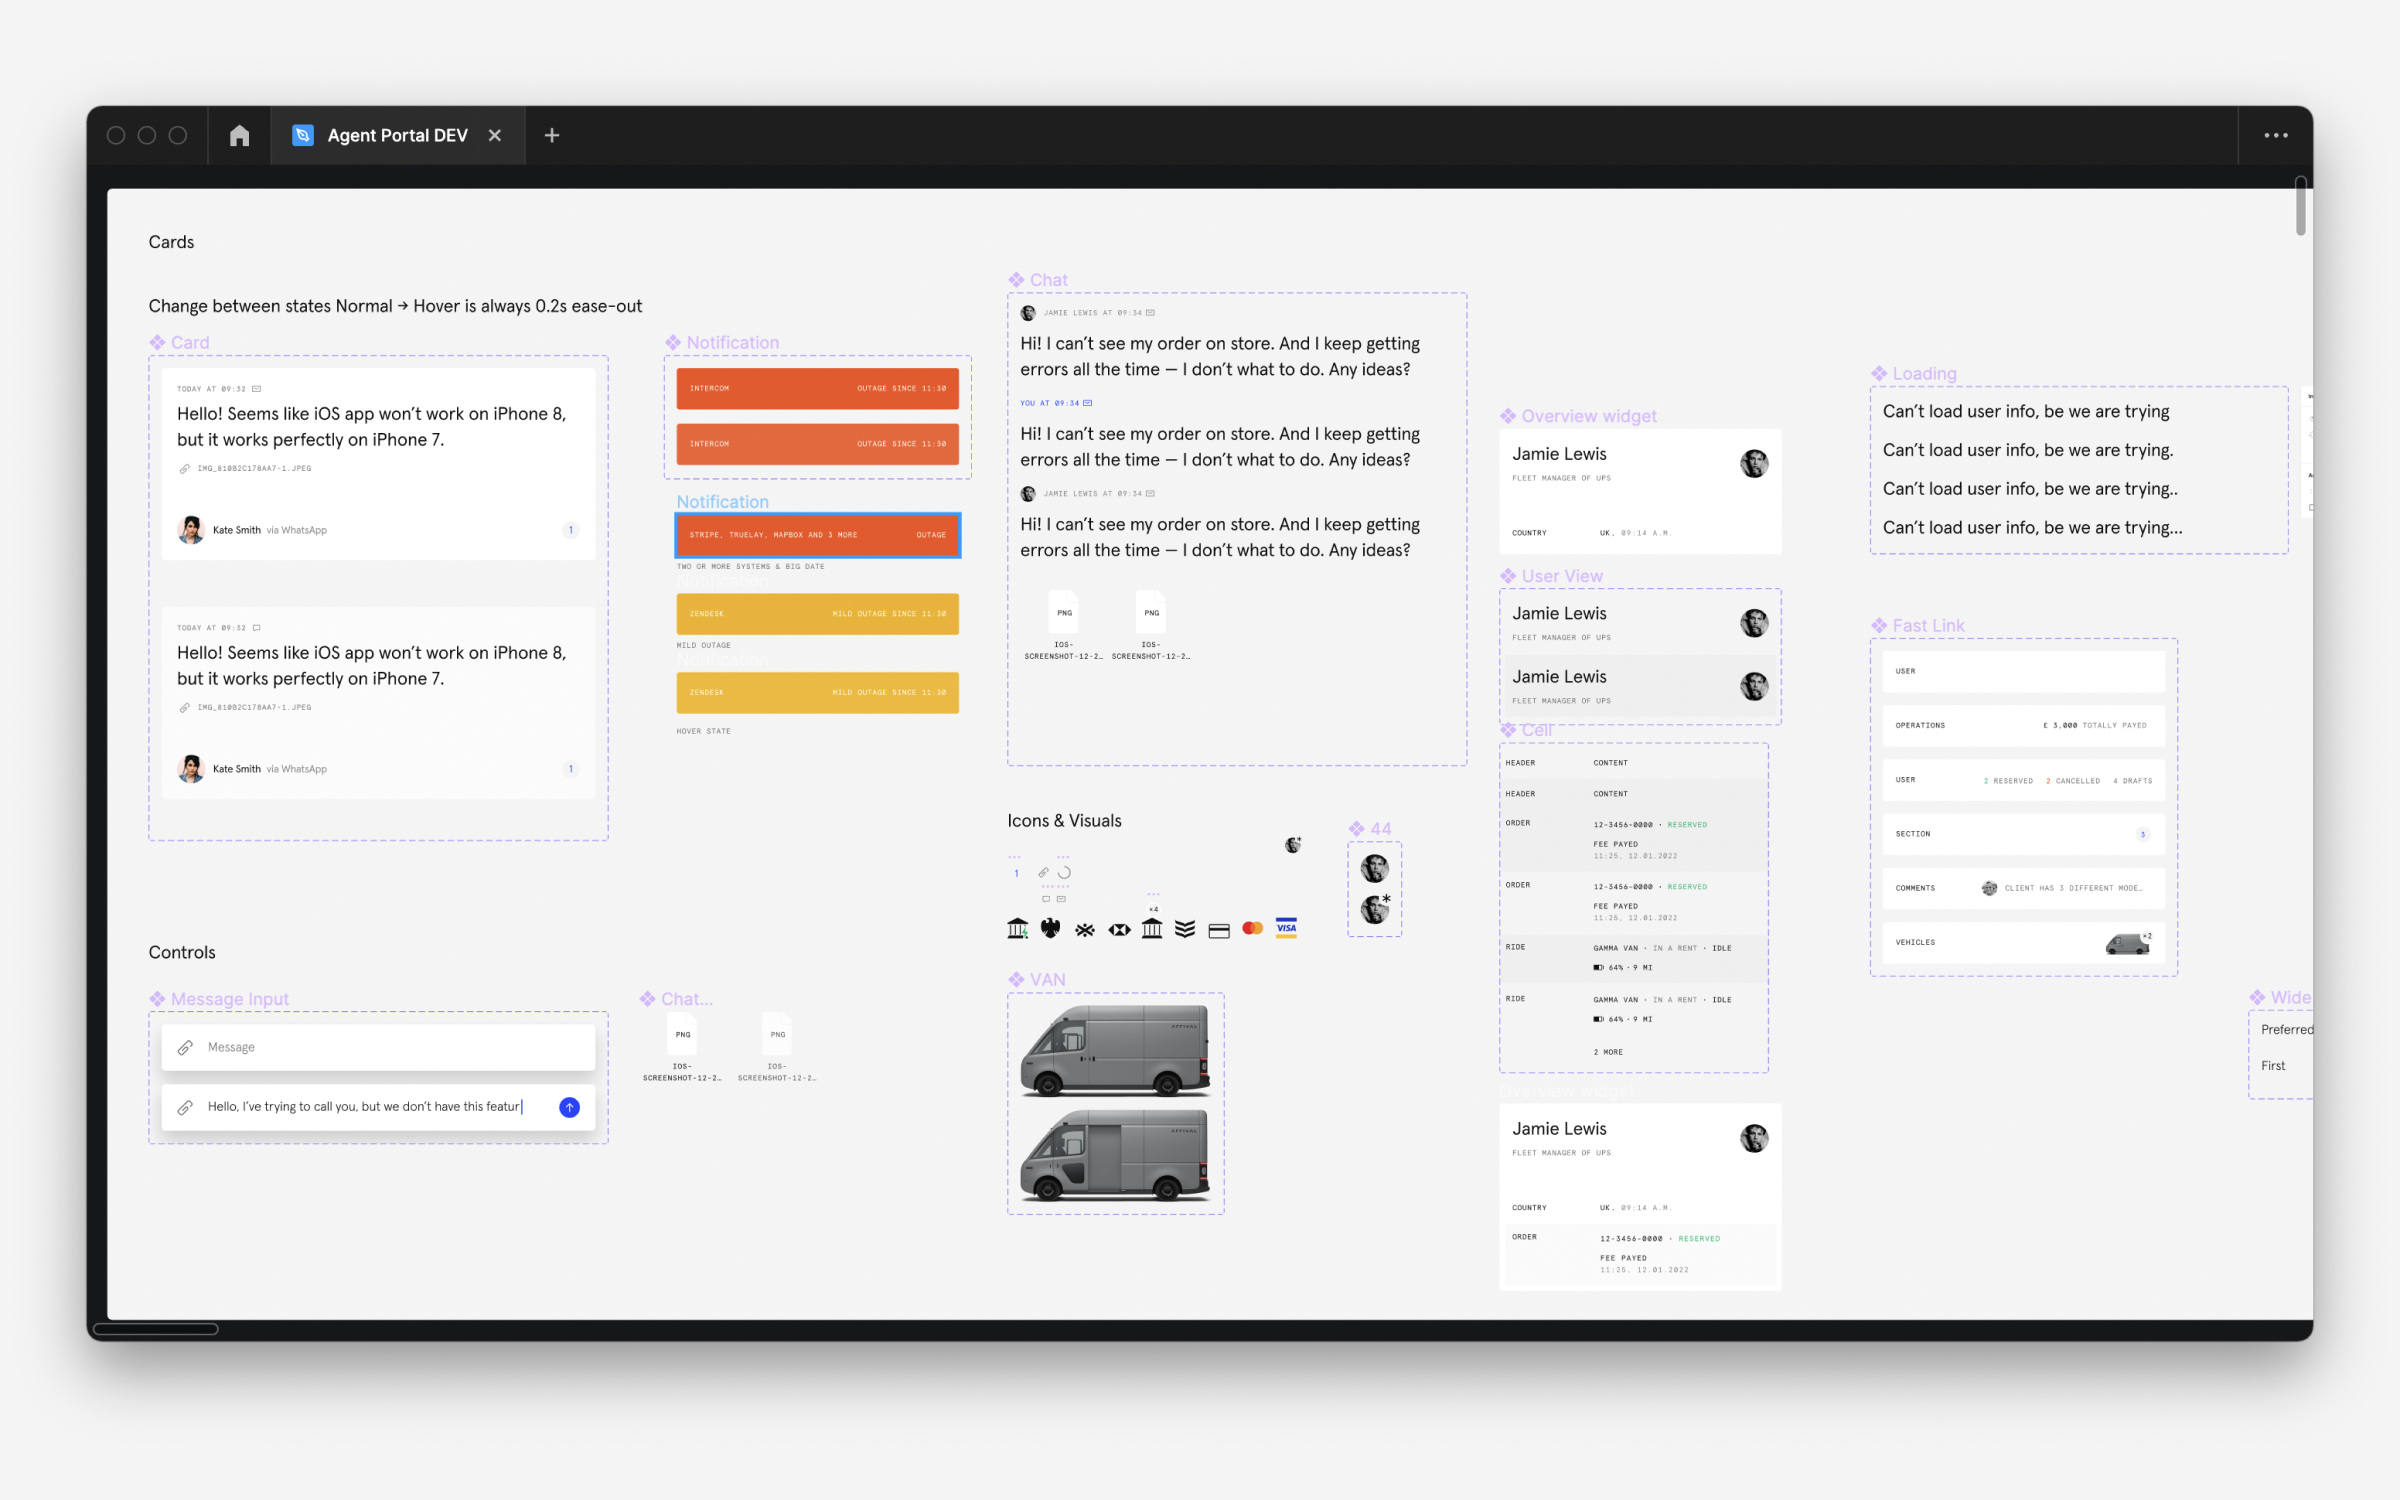 Agent Portal DEV
Cards
Change between states Normal → Hover is always 0.2s ease-out
Card
TODAY AT 09:32
Hello! Seems like iOS app won’t work on iPhone 8,
but it works perfectly on iPhone 7.
IMG_810B2C178AA7-1.JPEG
Kate Smith via WhatsApp
1
TODAY AT 09:32
Hello! Seems like iOS app won’t work on iPhone 8,
but it works perfectly on iPhone 7.
IMG_810B2C178AA7-1.JPEG
Kate Smith via WhatsApp
1
Notification
INTERCOM OUTAGE SINCE 11:30
INTERCOM OUTAGE SINCE 11:30
Notification
STRIPE, TRUELAY, MAPBOX AND 3 MORE OUTAGE
TWO OR MORE SYSTEMS & BIG DATE
Notification
ZENDESK MILD OUTAGE SINCE 11:30
MILD OUTAGE
Notification
ZENDESK MILD OUTAGE SINCE 11:30
HOVER STATE
Chat
JAMIE LEWIS AT 09:34
Hi! I can’t see my order on store. And I keep getting
errors all the time — I don’t what to do. Any ideas?
YOU AT 09:34
Hi! I can’t see my order on store. And I keep getting
errors all the time — I don’t what to do. Any ideas?
JAMIE LEWIS AT 09:34
Hi! I can’t see my order on store. And I keep getting
errors all the time — I don’t what to do. Any ideas?
PNG
IOS-
SCREENSHOT-12-2…
PNG
IOS-
SCREENSHOT-12-2…
Overview widget
Jamie Lewis
FLEET MANAGER OF UPS
COUNTRY UK, 09:14 A.M.
User View
Jamie Lewis
FLEET MANAGER OF UPS
Jamie Lewis
FLEET MANAGER OF UPS
Cell
HEADER CONTENT
HEADER CONTENT
ORDER 12-3456-0000 · RESERVED
FEE PAYED
11:25, 12.01.2022
ORDER 12-3456-0000 · RESERVED
FEE PAYED
11:25, 12.01.2022
RIDE GAMMA VAN · IN A RENT · IDLE
64% · 9 MI
RIDE GAMMA VAN · IN A RENT · IDLE
64% · 9 MI
2 MORE
Overview widget
Jamie Lewis
FLEET MANAGER OF UPS
COUNTRY UK, 09:14 A.M.
ORDER 12-3456-0000 · RESERVED
FEE PAYED
11:25, 12.01.2022
Loading
Can’t load user info, be we are trying
Can’t load user info, be we are trying.
Can’t load user info, be we are trying..
Can’t load user info, be we are trying...
Fast Link
USER
OPERATIONS £ 3,000 TOTALLY PAYED
USER 2 RESERVED 2 CANCELLED 4 DRAFTS
SECTION 3
COMMENTS CLIENT HAS 3 DIFFERENT MODE…
VEHICLES ×2
Wide
Preferred
First
Icons & Visuals
1
×4
VISA
44
VAN
ARRIVAL
ARRIVAL
Controls
Message Input
Message
Hello, I’ve trying to call you, but we don’t have this featur
Chat...
PNG
IOS-
SCREENSHOT-12-2…
PNG
IOS-
SCREENSHOT-12-2…